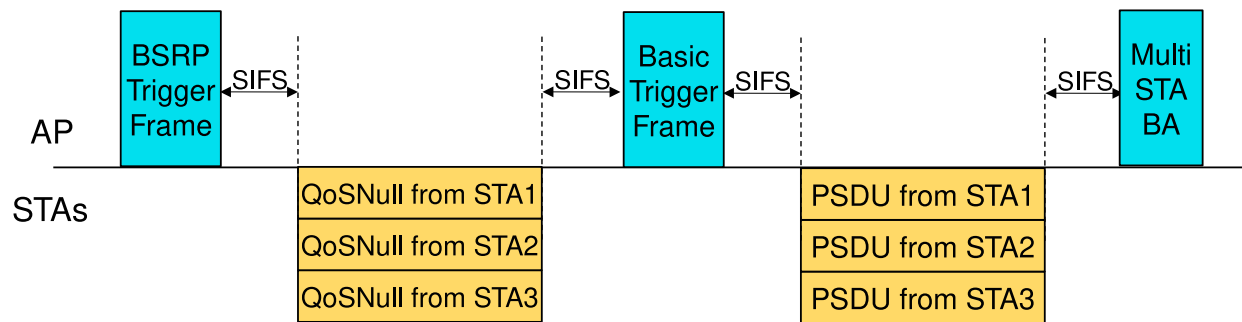 BSRP
Trigger
Frame
SIFS
SIFS
Basic
Trigger
Frame
SIFS
SIFS
Multi
STA
BA
AP
STAs
QoSNull from STA1
QoSNull from STA2
QoSNull from STA3
PSDU from STA1
PSDU from STA2
PSDU from STA3